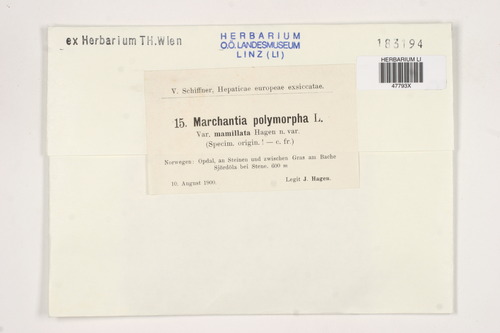 ex Herbarium TH.Wien
HERBARIUM
O.Ö. LANDESMUSEUM
LINZ (LI)
183194
HERBARIUM LI
47793X
V. Schiffner, Hepaticae europeae exsiccatae.
15. Marchantia polymorpha L.
Var. mamillata Hagen n. var.
(Specim. origin.! — c. fr.)
Norwegen: Opdal, an Steinen und zwischen Gras am Bache
bei Stene. 600 m
10. August 1900. Legit J. Hagen.